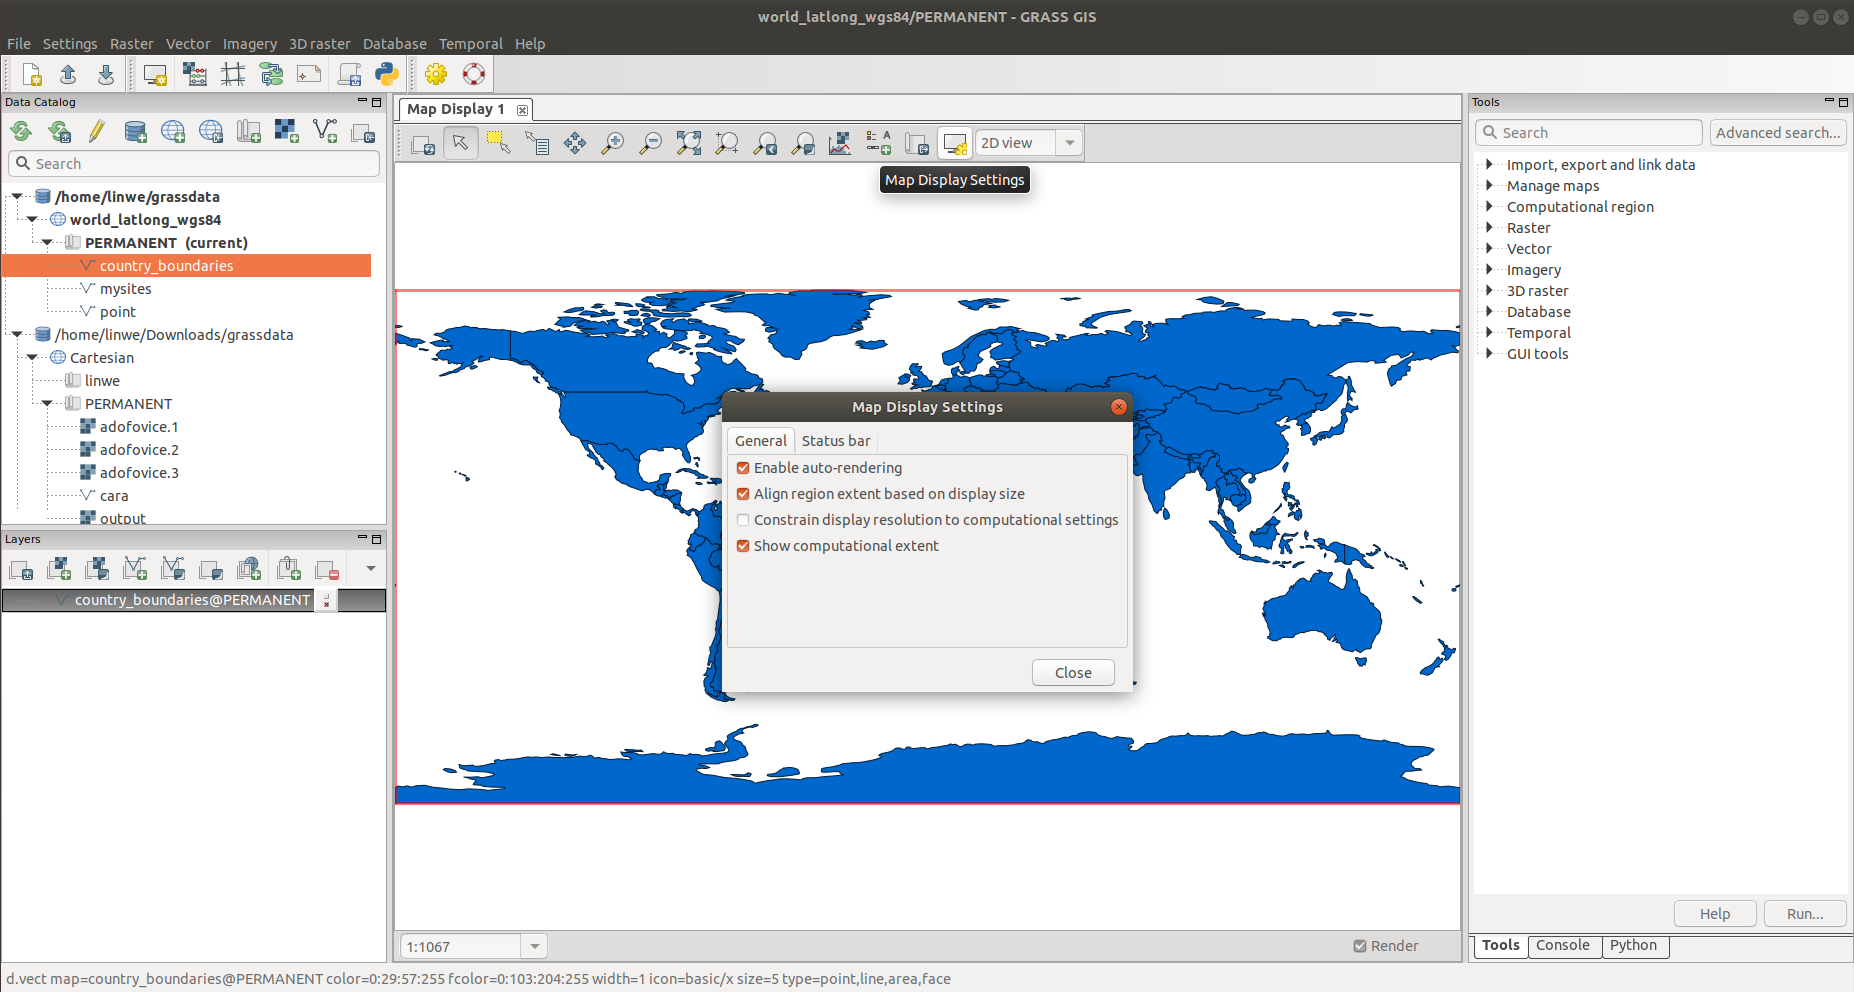 world_latlong_wgs84/PERMANENT - GRASS GIS
File Settings Raster Vector Imagery 3D raster Database Temporal Help
Data Catalog
Search
/home/linwe/grassdata
world_latlong_wgs84
PERMANENT (current)
country_boundaries
mysites
point
/home/linwe/Downloads/grassdata
Cartesian
linwe
PERMANENT
adofovice.1
adofovice.2
adofovice.3
cara
output
Layers
country_boundaries@PERMANENT
Map Display 1
2D view
Map Display Settings
Map Display Settings
General Status bar
Enable auto-rendering
Align region extent based on display size
Constrain display resolution to computational settings
Show computational extent
Close
1:1067
Render
Tools
Search
Advanced search...
Import, export and link data
Manage maps
Computational region
Raster
Vector
Imagery
3D raster
Database
Temporal
GUI tools
Help
Run...
Tools Console Python
d.vect map=country_boundaries@PERMANENT color=0:29:57:255 fcolor=0:103:204:255 width=1 icon=basic/x size=5 type=point,line,area,face